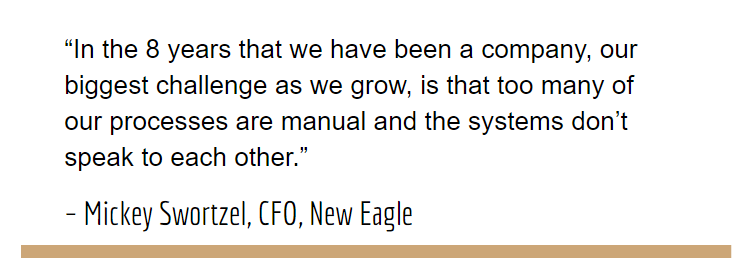 “In the 8 years that we have been a company, our
biggest challenge as we grow, is that too many of
our processes are manual and the systems don’t
speak to each other.”
– Mickey Swortzel, CFO, New Eagle